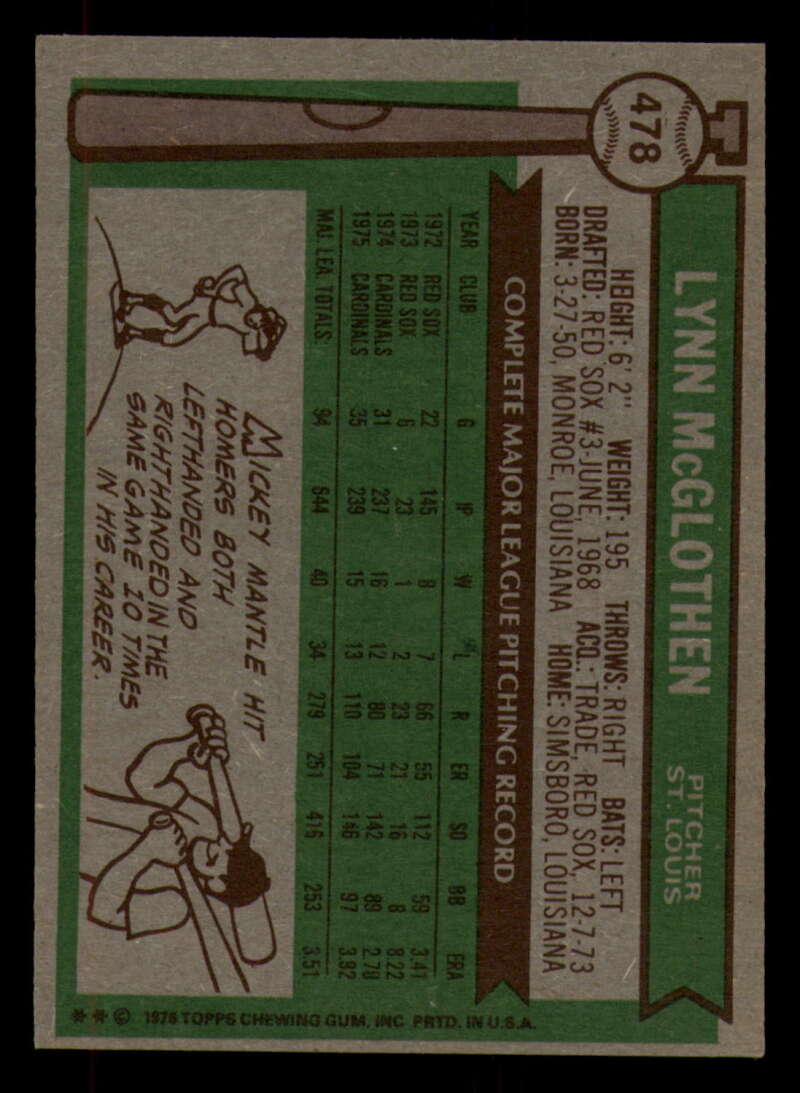 478
LYNN McGLOTHEN
PITCHER
ST. LOUIS
HEIGHT: 6' 2" WEIGHT: 195 THROWS: RIGHT BATS: LEFT
DRAFTED: RED SOX #3-JUNE, 1968 ACQ.: TRADE, RED SOX, 12-7-73
BORN: 3-27-50, MONROE, LOUISIANA HOME: SIMSBORO, LOUISIANA
COMPLETE MAJOR LEAGUE PITCHING RECORD
YEAR CLUB G IP W L R ER SO BB ERA
1972 RED SOX 22 145 8 7 66 55 112 59 3.41
1973 RED SOX 6 23 1 2 23 21 16 8 8.22
1974 CARDINALS 31 237 16 12 80 71 142 89 2.70
1975 CARDINALS 35 239 15 13 110 104 146 97 3.92
MAJ. LEA. TOTALS 94 644 40 34 279 251 416 253 3.51
MICKEY MANTLE HIT
HOMERS BOTH
LEFTHANDED AND
RIGHTHANDED IN THE
SAME GAME 10 TIMES
IN HIS CAREER.
** © 1976 TOPPS CHEWING GUM, INC. PRTD. IN U.S.A.